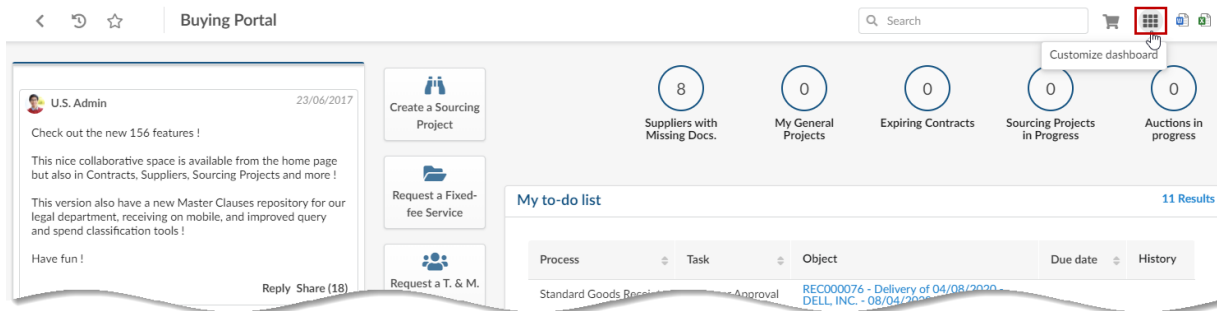 Buying Portal
Search
Customize dashboard
U.S. Admin
23/06/2017
Check out the new 156 features !
This nice collaborative space is available from the home page
but also in Contracts, Suppliers, Sourcing Projects and more !
This version also have a new Master Clauses repository for our
legal department, receiving on mobile, and improved query
and spend classification tools !
Have fun !
Reply Share (18)
Create a Sourcing
Project
Request a Fixed-
fee Service
Request a T. & M.
8
Suppliers with
Missing Docs.
0
My General
Projects
0
Expiring Contracts
0
Sourcing Projects
in Progress
0
Auctions in
progress
My to-do list
11 Results
Process
Task
Object
Due date
History
Standard Goods
Approval
REC000076 - Delivery of 04/08/2020 -
DELL, INC. - 08/04/2020